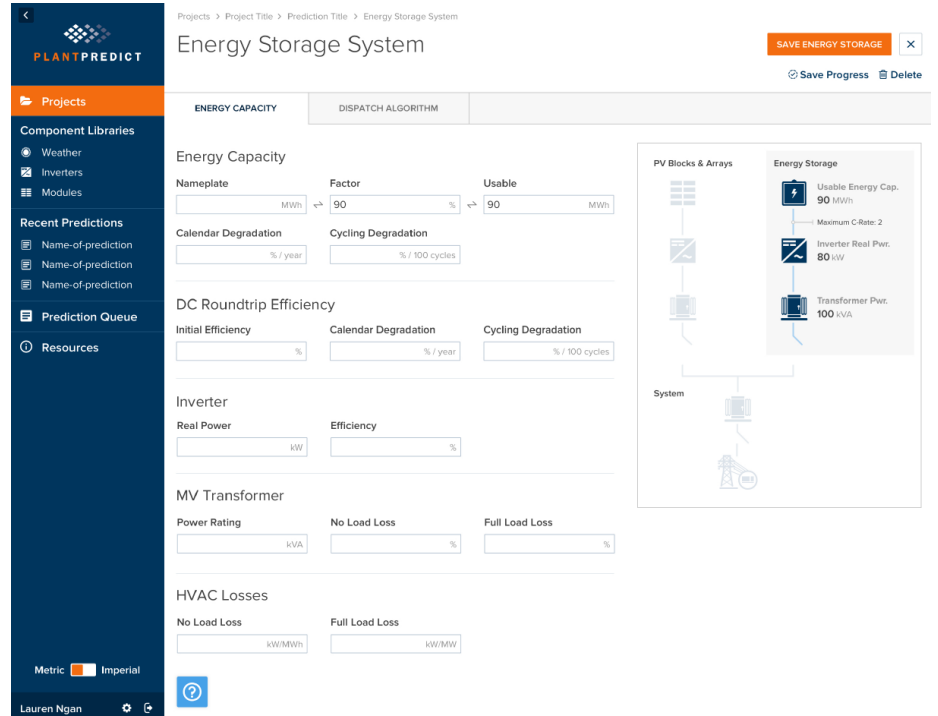 PLANTPREDICT
Projects
Component Libraries
Weather
Inverters
Modules
Recent Predictions
Name-of-prediction
Name-of-prediction
Name-of-prediction
Prediction Queue
Resources
Metric Imperial
Lauren Ngan
Projects > Project Title > Prediction Title > Energy Storage System
Energy Storage System
SAVE ENERGY STORAGE
Save Progress Delete
ENERGY CAPACITY DISPATCH ALGORITHM
Energy Capacity
Nameplate Factor Usable
MWh 90 % 90 MWh
Calendar Degradation Cycling Degradation
% / year % / 100 cycles
DC Roundtrip Efficiency
Initial Efficiency Calendar Degradation Cycling Degradation
% % / year % / 100 cycles
Inverter
Real Power Efficiency
kW %
MV Transformer
Power Rating No Load Loss Full Load Loss
kVA % %
HVAC Losses
No Load Loss Full Load Loss
kW/MWh kW/MW
PV Blocks & Arrays Energy Storage
Usable Energy Cap.
90 MWh
Maximum C-Rate: 2
Inverter Real Pwr.
80 kW
Transformer Pwr.
100 kVA
System